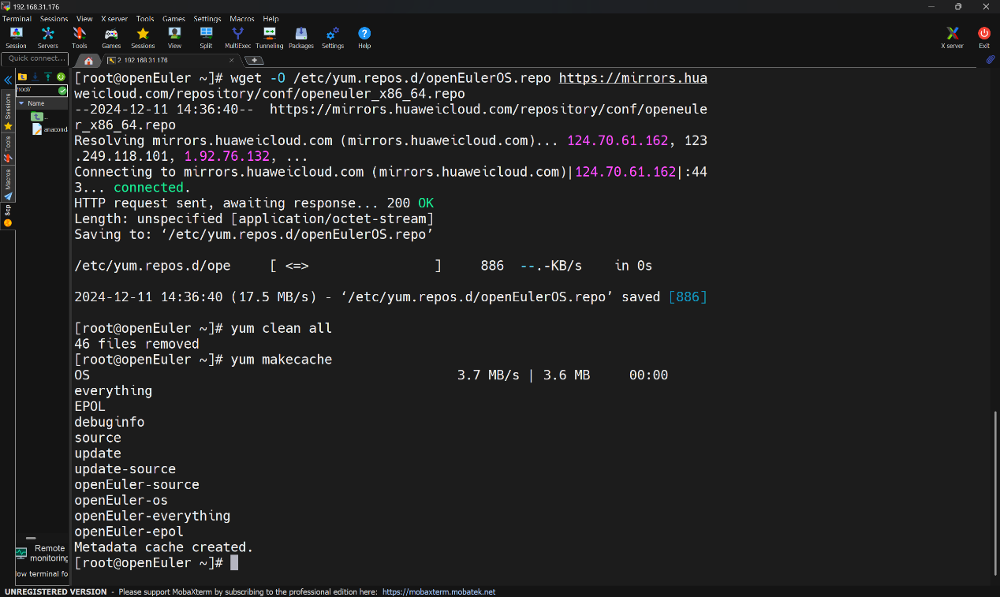 192.168.31.176
Terminal Sessions View X server Tools Games Settings Macros Help
Session Servers Tools Games Sessions View Split MultiExec Tunneling Packages Settings Help X server Exit
Quick connect...
2. 192.168.31.176
/root/
Name
..
anacond
Sessions
Tools
Macros
Scp
[root@openEuler ~]# wget -O /etc/yum.repos.d/openEulerOS.repo https://mirrors.hua
weicloud.com/repository/conf/openeuler_x86_64.repo
--2024-12-11 14:36:40--  https://mirrors.huaweicloud.com/repository/conf/openeule
r_x86_64.repo
Resolving mirrors.huaweicloud.com (mirrors.huaweicloud.com)... 124.70.61.162, 123
.249.118.101, 1.92.76.132, ...
Connecting to mirrors.huaweicloud.com (mirrors.huaweicloud.com)|124.70.61.162|:44
3... connected.
HTTP request sent, awaiting response... 200 OK
Length: unspecified [application/octet-stream]
Saving to: ‘/etc/yum.repos.d/openEulerOS.repo’
/etc/yum.repos.d/ope     [ <=>                ]     886  --.-KB/s    in 0s
2024-12-11 14:36:40 (17.5 MB/s) - ‘/etc/yum.repos.d/openEulerOS.repo’ saved [886]
[root@openEuler ~]# yum clean all
46 files removed
[root@openEuler ~]# yum makecache
OS                                               3.7 MB/s | 3.6 MB     00:00
everything
EPOL
debuginfo
source
update
update-source
openEuler-source
openEuler-os
openEuler-everything
openEuler-epol
Metadata cache created.
[root@openEuler ~]#
Remote
monitoring
low terminal fo
UNREGISTERED VERSION - Please support MobaXterm by subscribing to the professional edition here: https://mobaxterm.mobatek.net